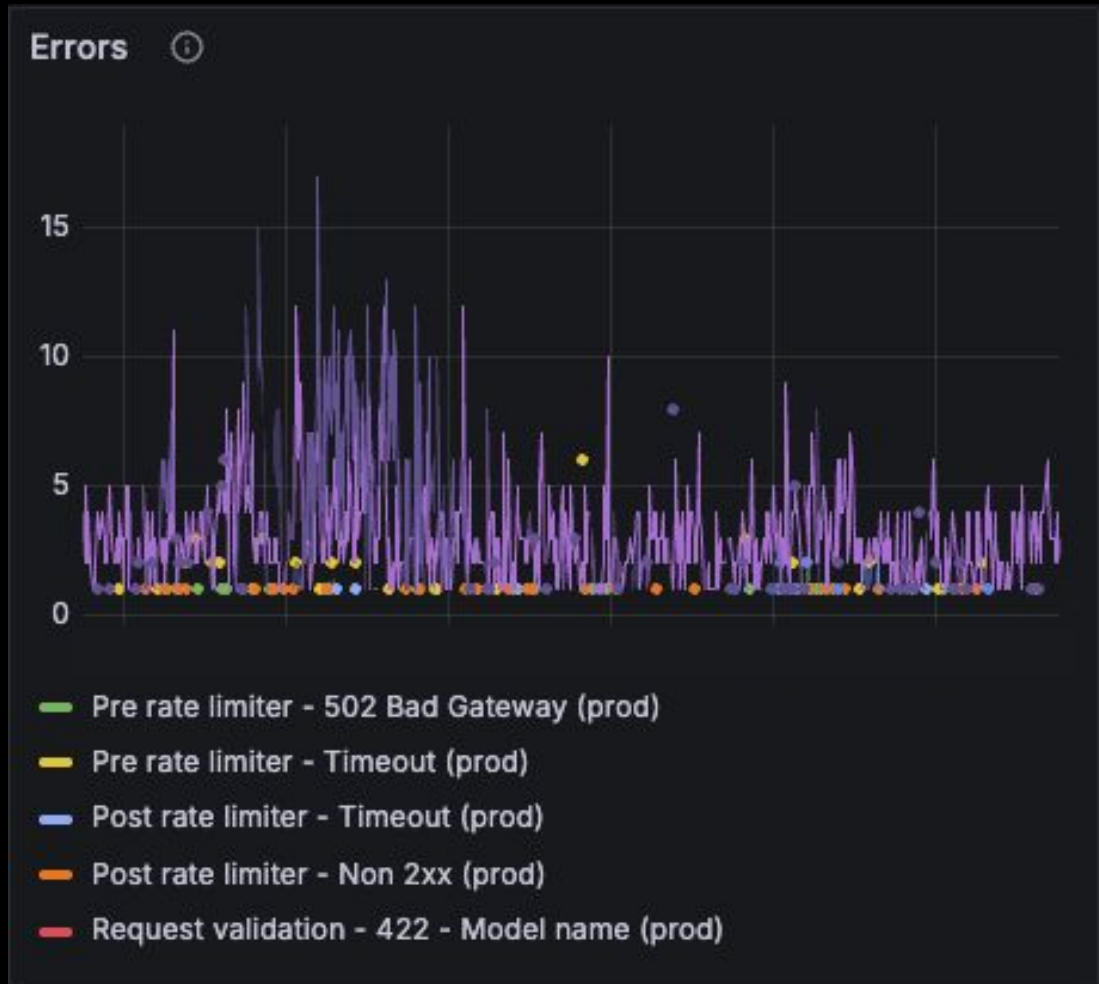 Errors
15
10
5
0
Pre rate limiter - 502 Bad Gateway (prod)
Pre rate limiter - Timeout (prod)
Post rate limiter - Timeout (prod)
Post rate limiter - Non 2xx (prod)
Request validation - 422 - Model name (prod)